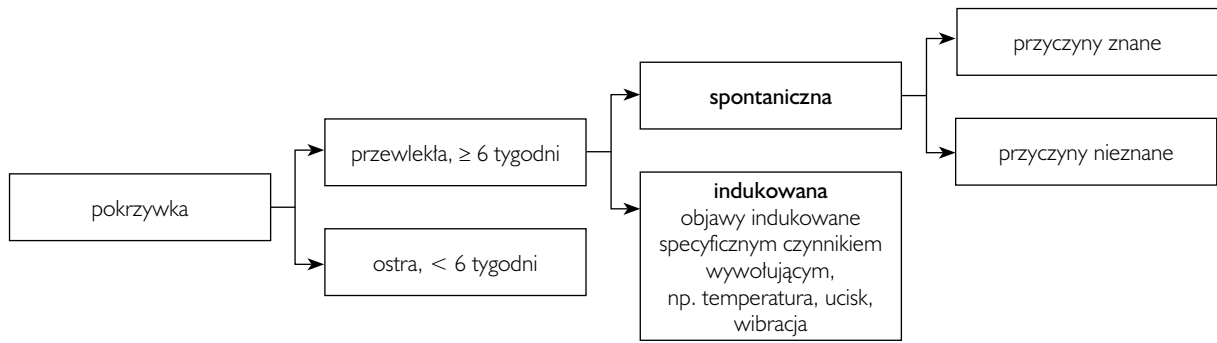 pokrzywka
przewlekła, ≥ 6 tygodni
ostra, < 6 tygodni
spontaniczna
indukowana
objawy indukowane
specyficznym czynnikiem
wywołującym,
np. temperatura, ucisk,
wibracja
przyczyny znane
przyczyny nieznane